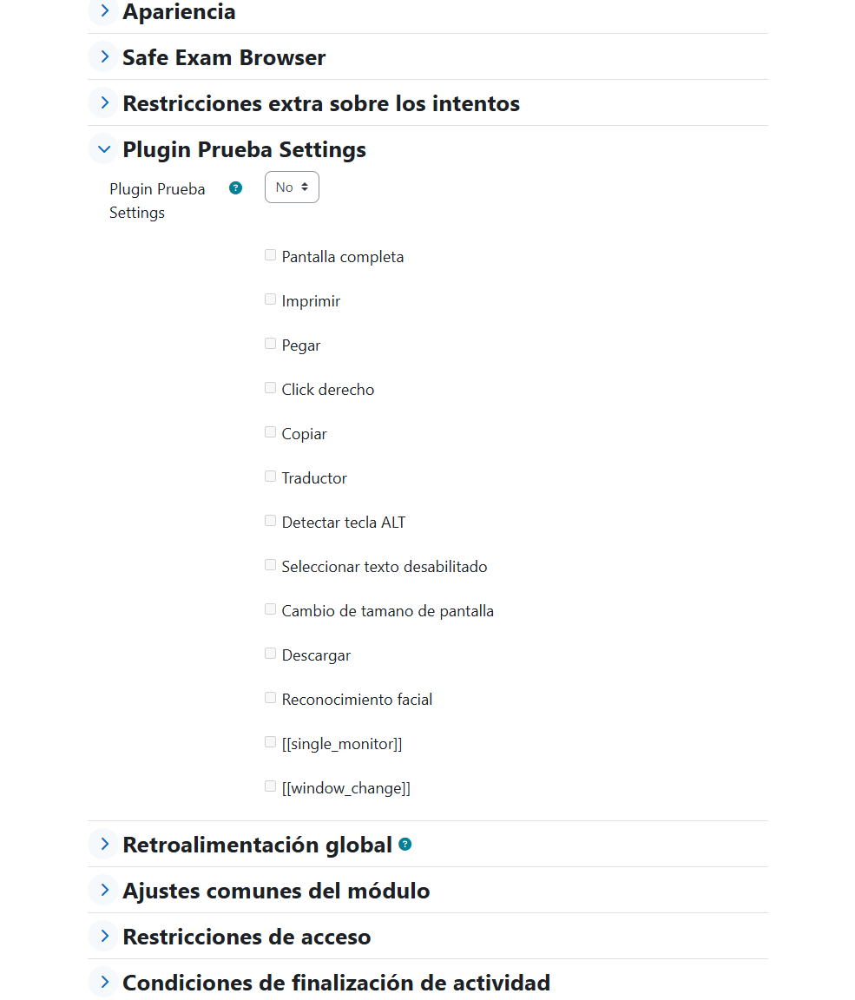 Apariencia
Safe Exam Browser
Restricciones extra sobre los intentos
Plugin Prueba Settings
Plugin Prueba
Settings
?
No
Pantalla completa
Imprimir
Pegar
Click derecho
Copiar
Traductor
Detectar tecla ALT
Seleccionar texto desabilitado
Cambio de tamano de pantalla
Descargar
Reconocimiento facial
[[single_monitor]]
[[window_change]]
Retroalimentación global ?
Ajustes comunes del módulo
Restricciones de acceso
Condiciones de finalización de actividad